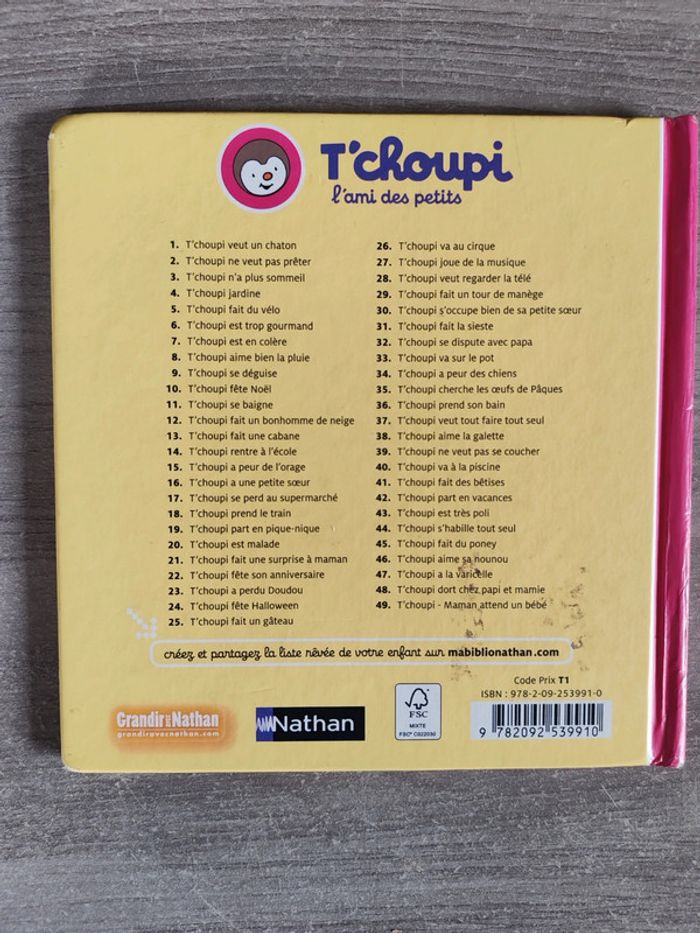 T'choupi
l'ami des petits
1. T'choupi veut un chaton
2. T'choupi ne veut pas prêter
3. T'choupi n'a plus sommeil
4. T'choupi jardine
5. T'choupi fait du vélo
6. T'choupi est trop gourmand
7. T'choupi est en colère
8. T'choupi aime bien la pluie
9. T'choupi se déguise
10. T'choupi fête Noël
11. T'choupi se baigne
12. T'choupi fait un bonhomme de neige
13. T'choupi fait une cabane
14. T'choupi rentre à l'école
15. T'choupi a peur de l'orage
16. T'choupi a une petite sœur
17. T'choupi se perd au supermarché
18. T'choupi prend le train
19. T'choupi part en pique-nique
20. T'choupi est malade
21. T'choupi fait une surprise à maman
22. T'choupi fête son anniversaire
23. T'choupi a perdu Doudou
24. T'choupi fête Halloween
25. T'choupi fait un gâteau
26. T'choupi va au cirque
27. T'choupi joue de la musique
28. T'choupi veut regarder la télé
29. T'choupi fait un tour de manège
30. T'choupi s'occupe bien de sa petite sœur
31. T'choupi fait la sieste
32. T'choupi se dispute avec papa
33. T'choupi va sur le pot
34. T'choupi a peur des chiens
35. T'choupi cherche les œufs de Pâques
36. T'choupi prend son bain
37. T'choupi veut tout faire tout seul
38. T'choupi aime la galette
39. T'choupi ne veut pas se coucher
40. T'choupi va à la piscine
41. T'choupi fait des bêtises
42. T'choupi part en vacances
43. T'choupi est très poli
44. T'choupi s'habille tout seul
45. T'choupi fait du poney
46. T'choupi aime sa nounou
47. T'choupi a la varicelle
48. T'choupi dort chez papi et mamie
49. T'choupi - Maman attend un bébé
créez et partagez la liste rêvée de votre enfant sur mabiblionathan.com
Code Prix T1
ISBN : 978-2-09-253991-0
9 782092 539910
Grandir avec Nathan
grandiravecnathan.com
Nathan
FSC
MIXTE
FSC® C022030